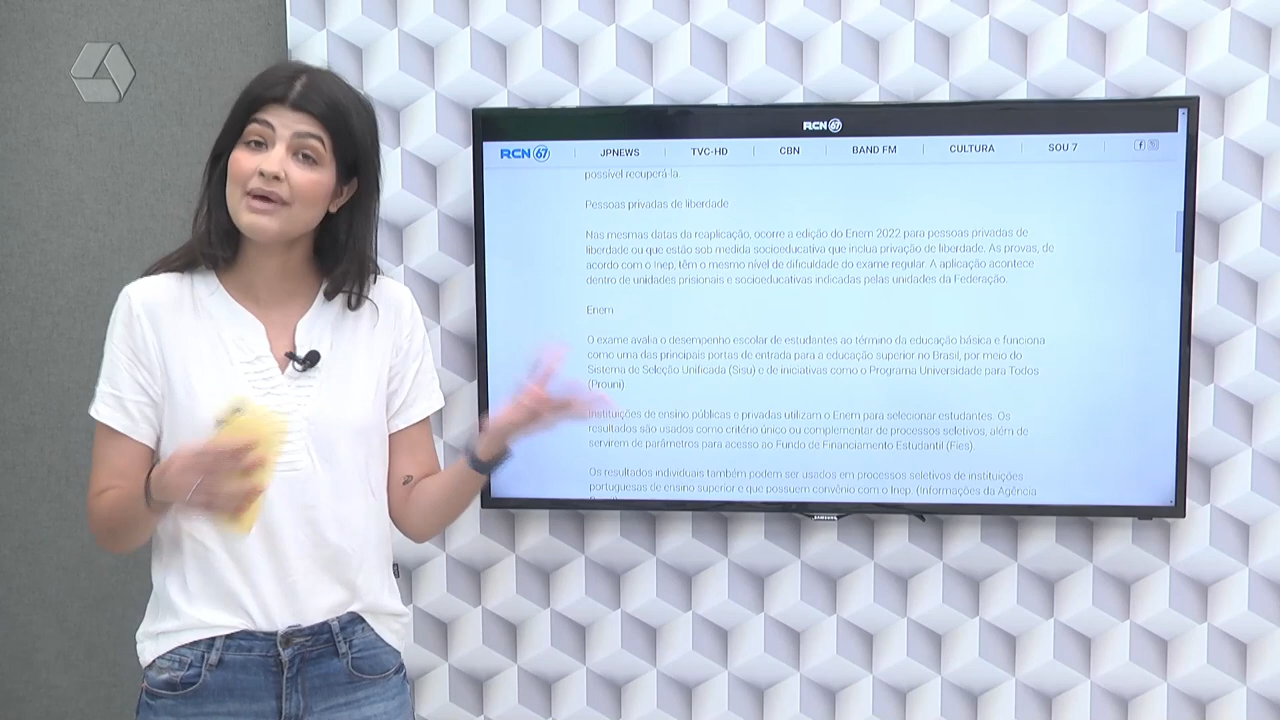 RCN 67
RCN 67 JPNEWS TVC-HD CBN BAND FM CULTURA SOU 7
possível recuperá-la.
Pessoas privadas de liberdade
Nas mesmas datas da reaplicação, ocorre a edição do Enem 2022 para pessoas privadas de
liberdade ou que estão sob medida socioeducativa que inclua privação de liberdade. As provas, de
acordo com o Inep, têm o mesmo nível de dificuldade do exame regular. A aplicação acontece
dentro de unidades prisionais e socioeducativas indicadas pelas unidades da Federação.
Enem
O exame avalia o desempenho escolar de estudantes ao término da educação básica e funciona
como uma das principais portas de entrada para a educação superior no Brasil, por meio do
Sistema de Seleção Unificada (Sisu) e de iniciativas como o Programa Universidade para Todos
(Prouni).
Instituições de ensino públicas e privadas utilizam o Enem para selecionar estudantes. Os
resultados são usados como critério único ou complementar de processos seletivos, além de
servirem de parâmetros para acesso ao Fundo de Financiamento Estudantil (Fies).
Os resultados individuais também podem ser usados em processos seletivos de instituições
portuguesas de ensino superior e que possuem convênio com o Inep. (Informações da Agência
SAMSUNG